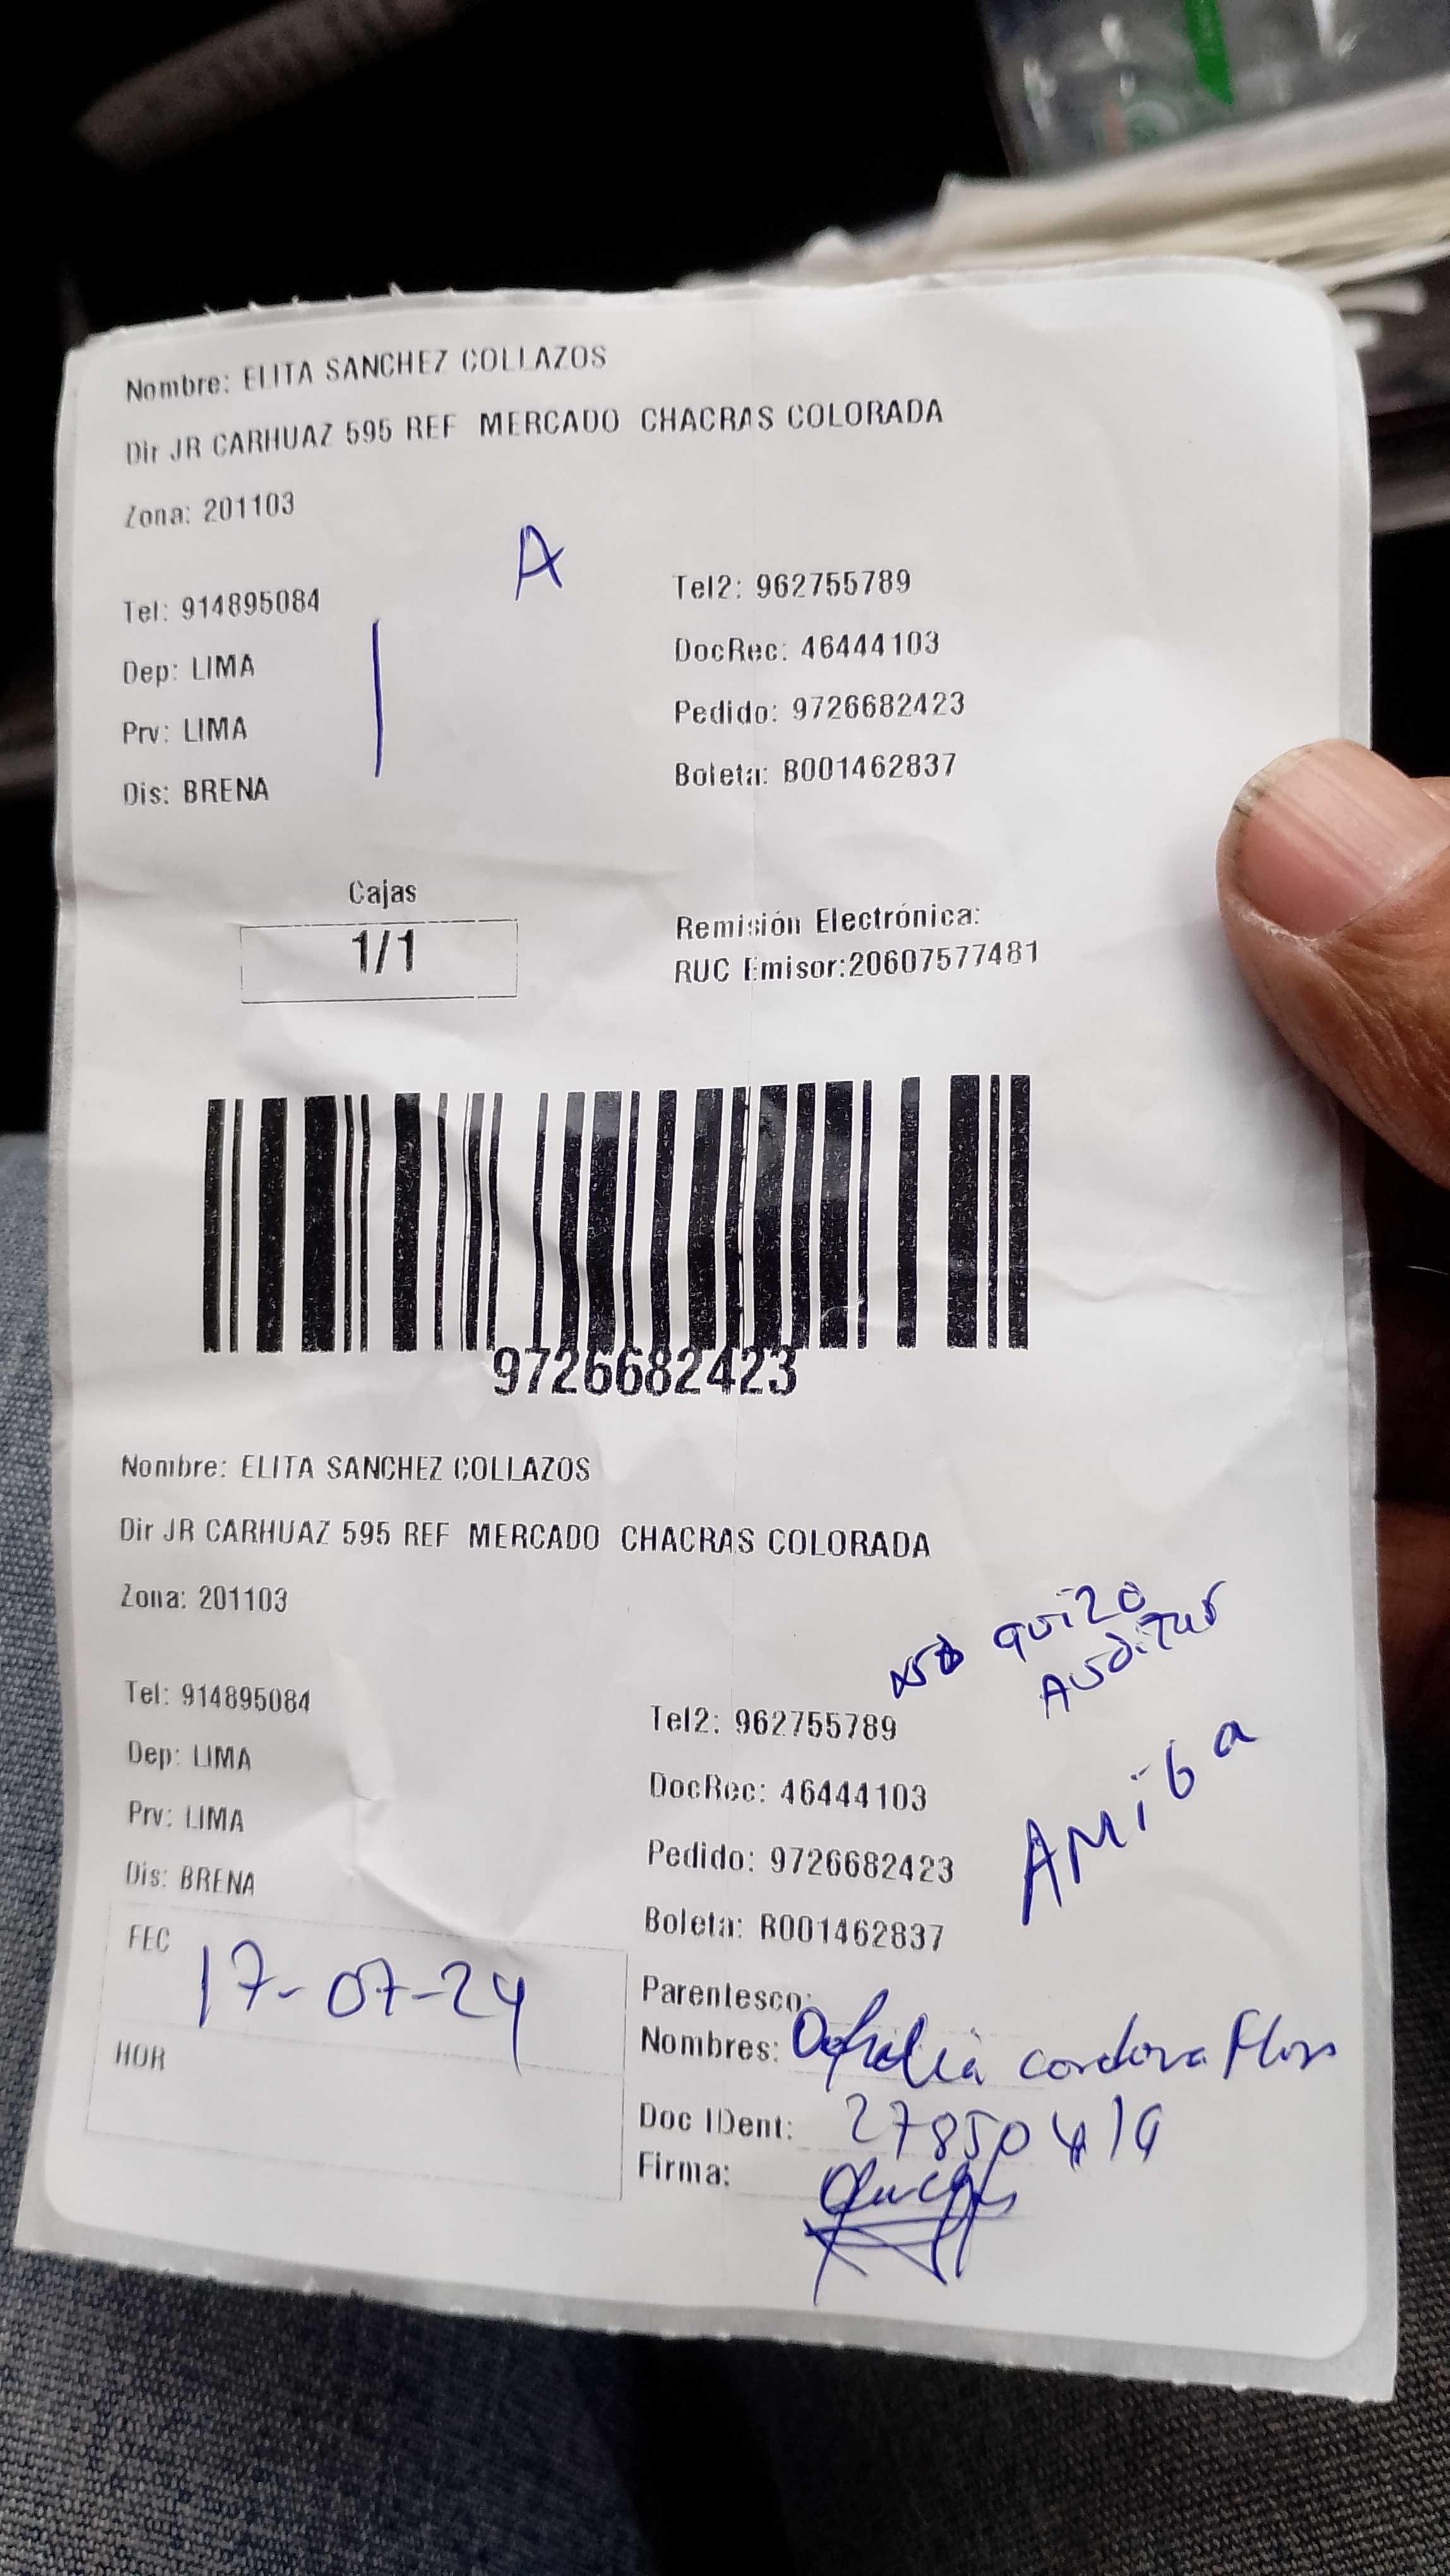 Nombre: ELITA SANCHEZ COLLAZOS
Dir JR CARHUAZ 595 REF MERCADO CHACRAS COLORADA
Zona: 201103
A
Tel: 914895084
Tel2: 962755789
Dep: LIMA
DocRec: 46444103
Prv: LIMA
Pedido: 9726682423
Dis: BRENA
Boleta: B001462837
Cajas
1/1
Remisión Electrónica:
RUC Emisor:20607577481
9726682423
Nombre: ELITA SANCHEZ COLLAZOS
Dir JR CARHUAZ 595 REF MERCADO CHACRAS COLORADA
Zona: 201103
No quizo
Auditar
Tel: 914895084
Tel2: 962755789
Dep: LIMA
DocRec: 46444103
AMiGa
Prv: LIMA
Pedido: 9726682423
Dis: BRENA
Boleta: B001462837
FEC 17-07-24
Parentesco:
Nombres: cordova
HOR
Doc IDent: 27850419
Firma: